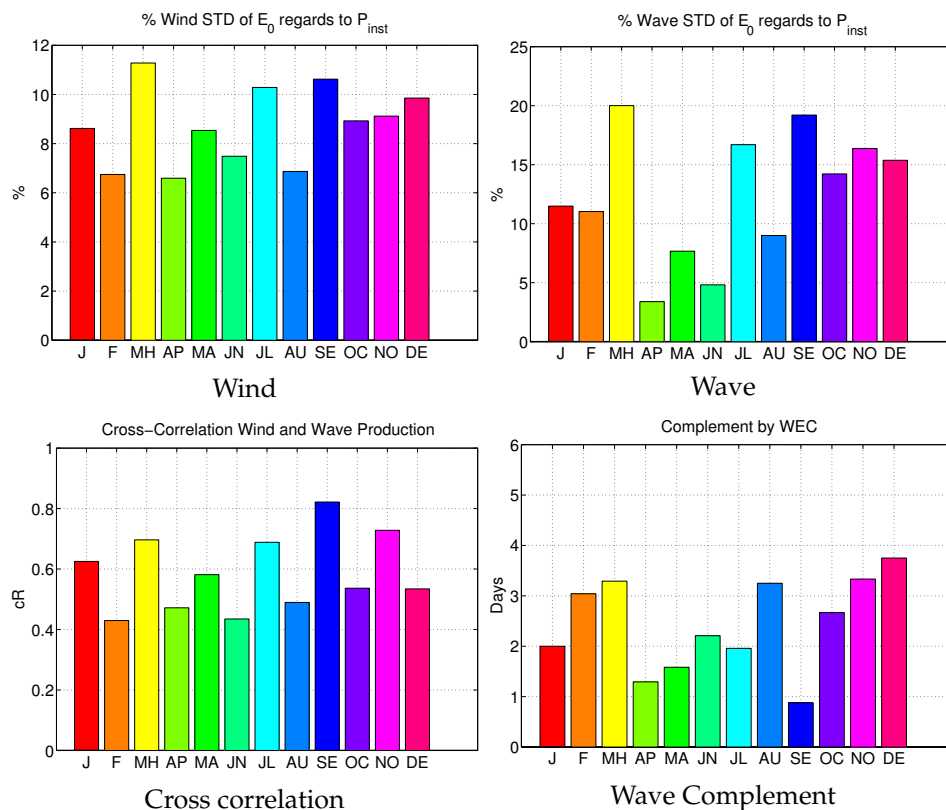 % Wind STD of E0 regards to Pinst
12
10
8
6
4
2
0
%
J F MH AP MA JN JL AU SE OC NO DE
Wind
% Wave STD of E0 regards to Pinst
25
20
15
10
5
0
%
J F MH AP MA JN JL AU SE OC NO DE
Wave
Cross−Correlation Wind and Wave Production
1
0.8
0.6
0.4
0.2
0
cR
J F MH AP MA JN JL AU SE OC NO DE
Cross correlation
Complement by WEC
6
5
4
3
2
1
0
Days
J F MH AP MA JN JL AU SE OC NO DE
Wave Complement